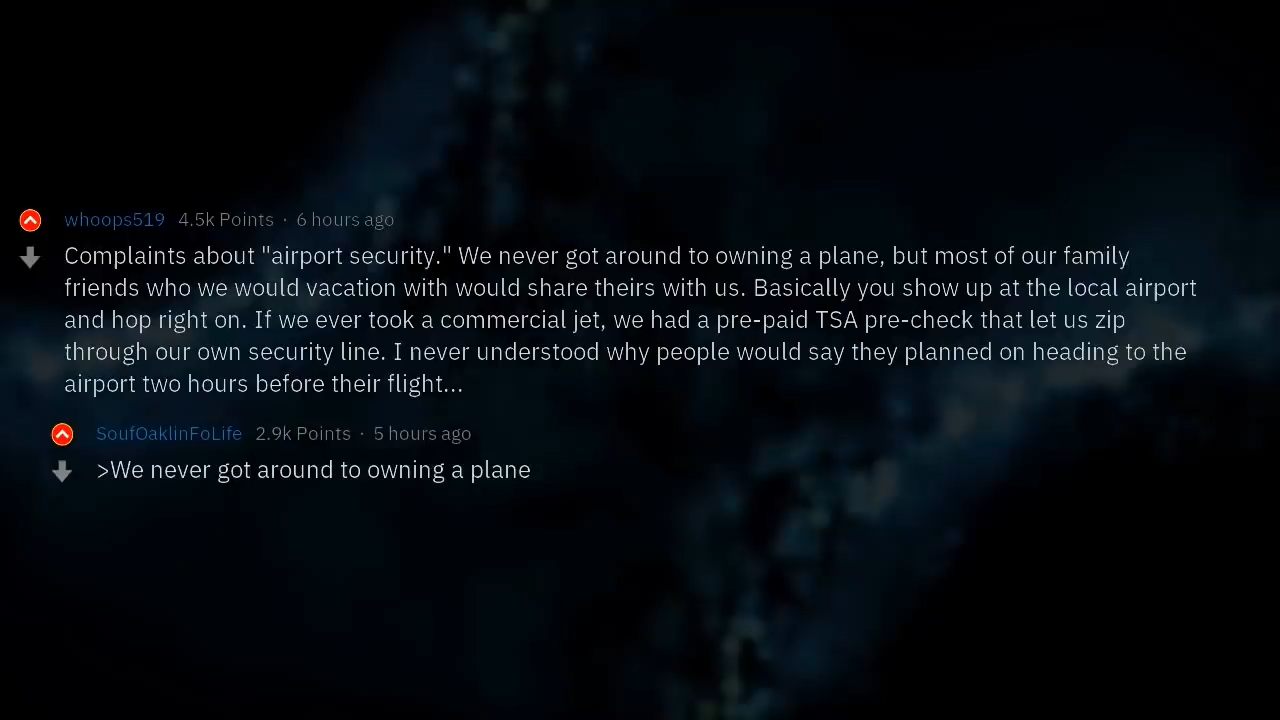 whoops519 4.5k Points · 6 hours ago
Complaints about "airport security." We never got around to owning a plane, but most of our family
friends who we would vacation with would share theirs with us. Basically you show up at the local airport
and hop right on. If we ever took a commercial jet, we had a pre-paid TSA pre-check that let us zip
through our own security line. I never understood why people would say they planned on heading to the
airport two hours before their flight...
SoufOaklinFoLife 2.9k Points · 5 hours ago
>We never got around to owning a plane